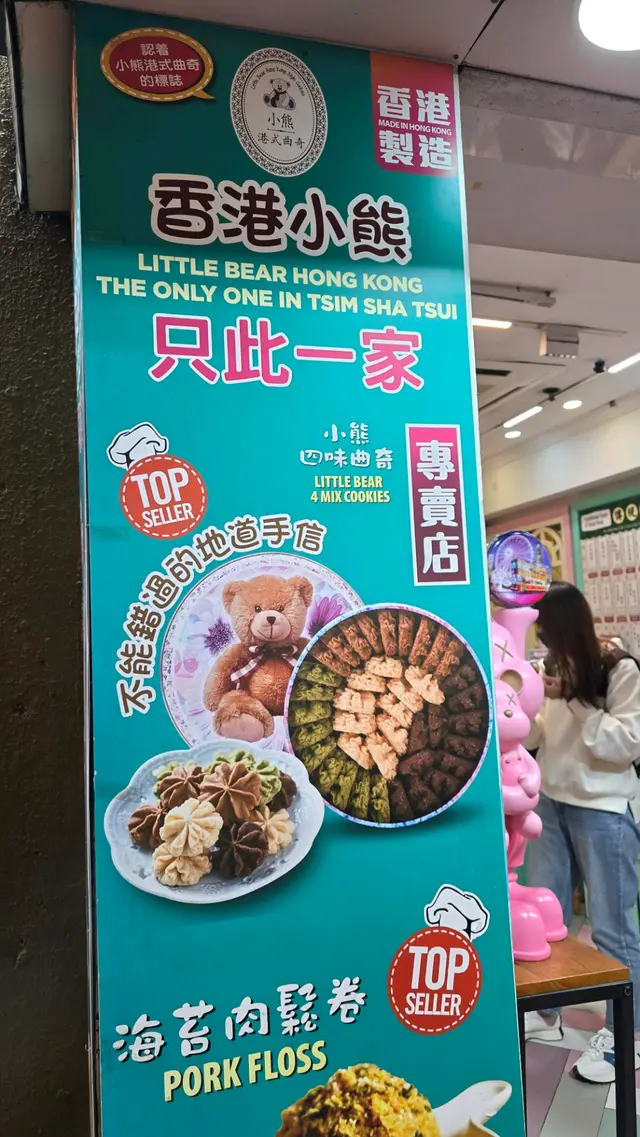 認着
小熊港式曲奇
的標誌
小熊
港式曲奇
香港
MADE IN HONG KONG
製造
香港小熊
LITTLE BEAR HONG KONG
THE ONLY ONE IN TSIM SHA TSUI
只此一家
小熊
四味曲奇
LITTLE BEAR
4 MIX COOKIES
專賣店
TOP
SELLER
不能錯過的地道手信
TOP
SELLER
海苔肉鬆卷
PORK FLOSS